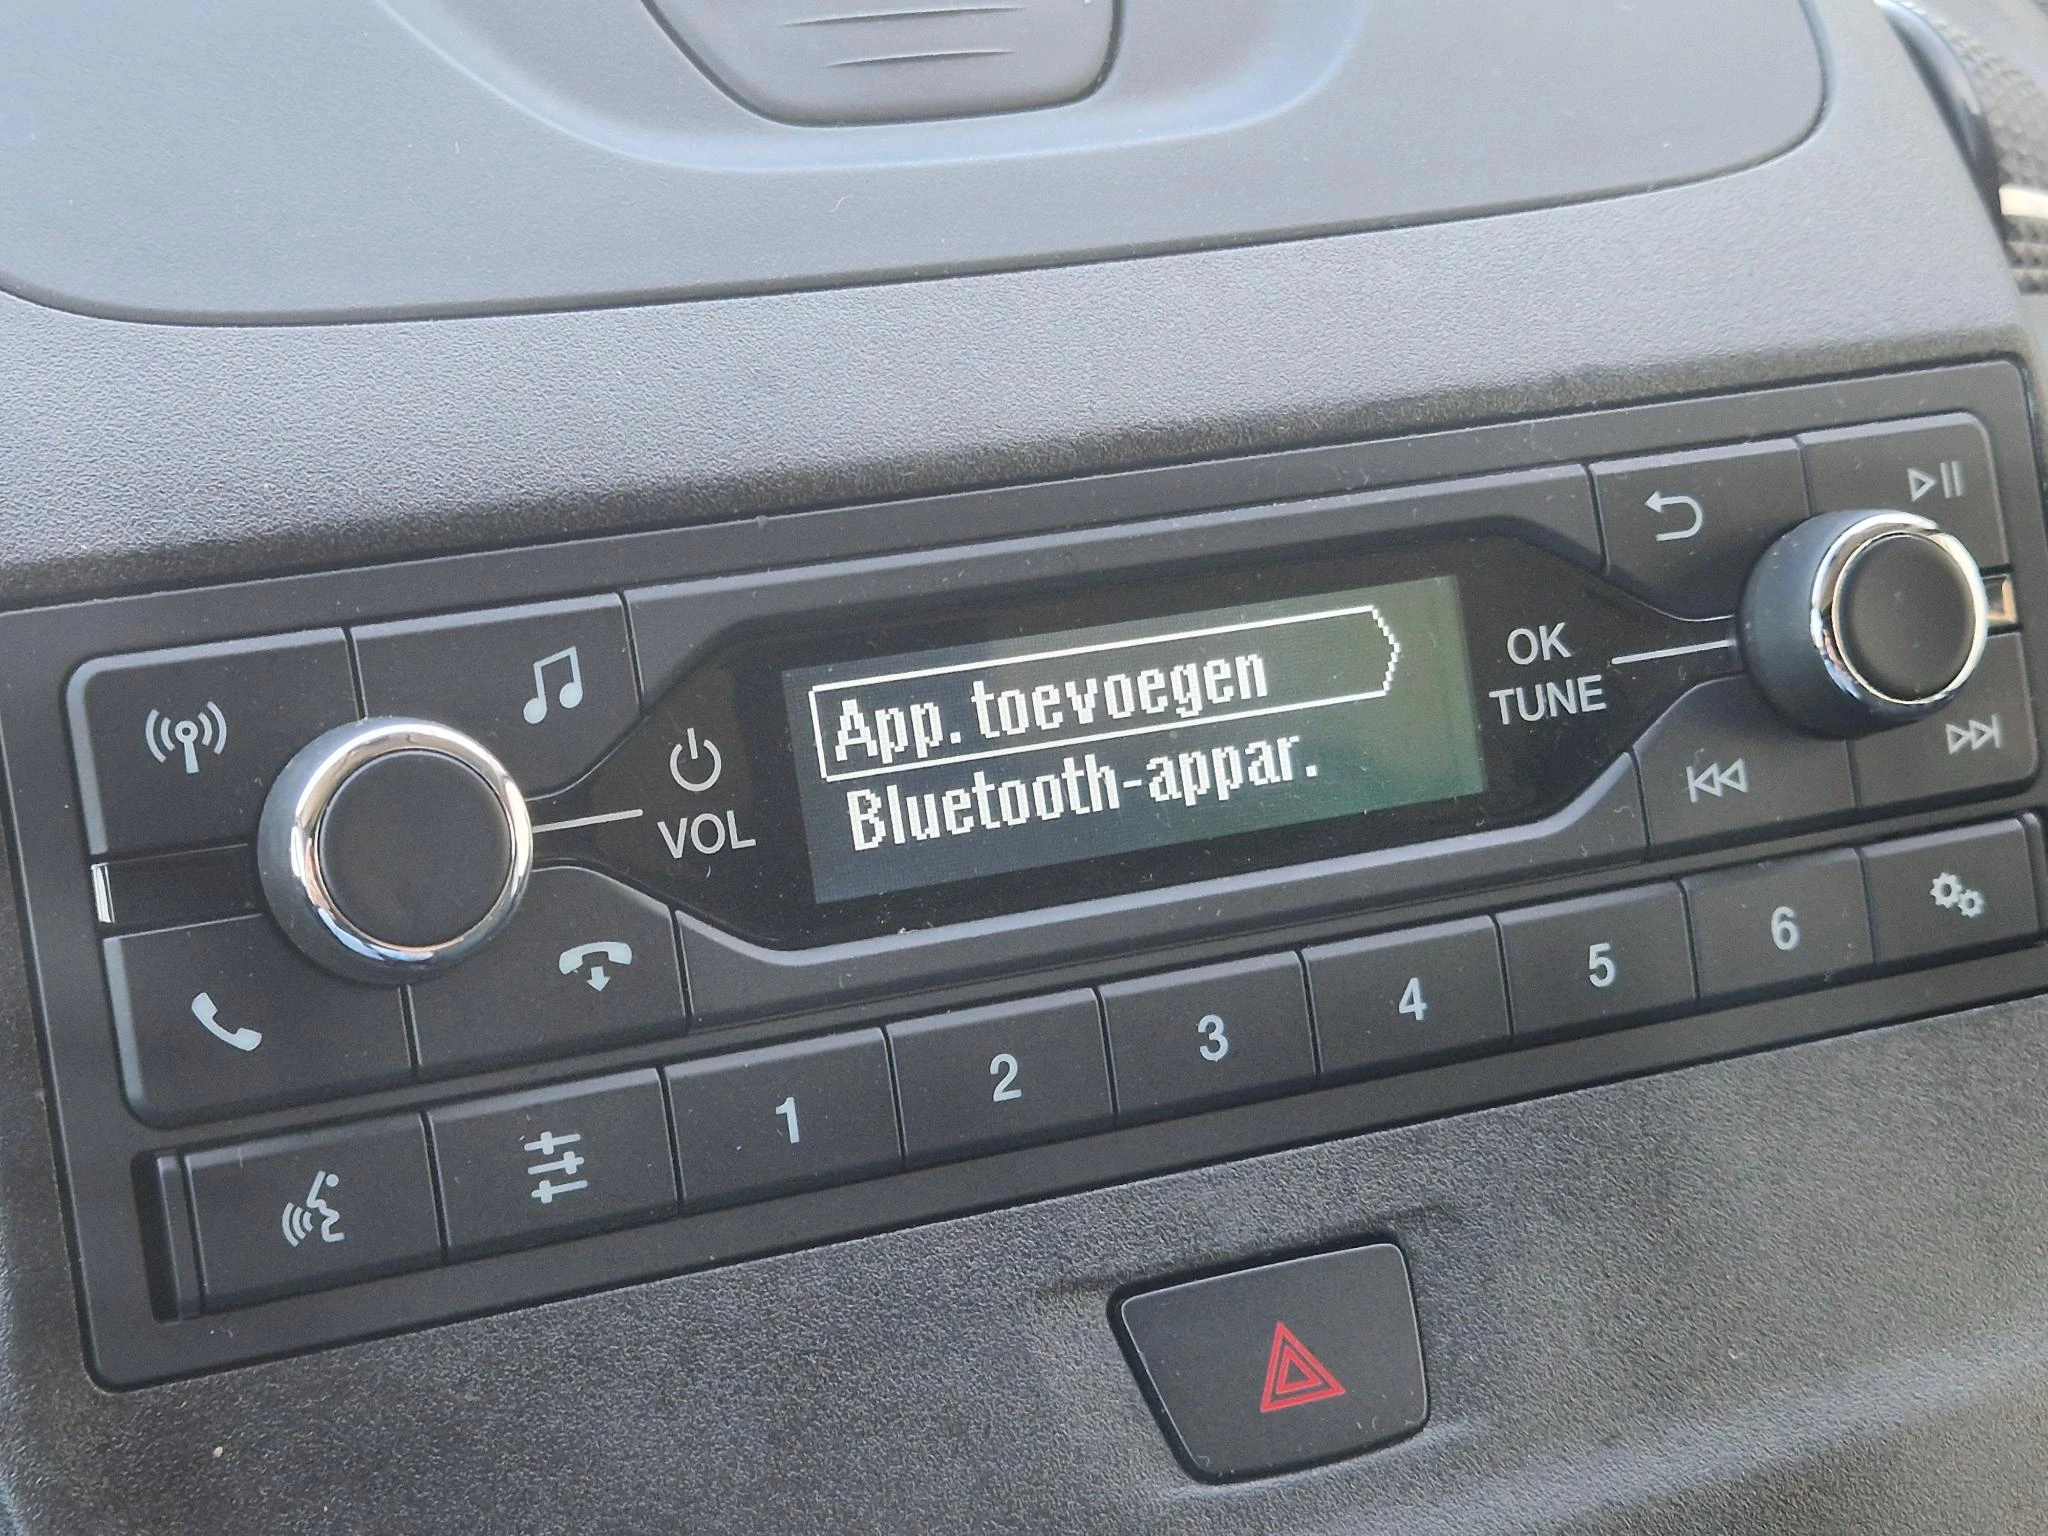 App. toevoegen
Bluetooth-appar.
VOL
OK
TUNE
1
2
3
4
5
6